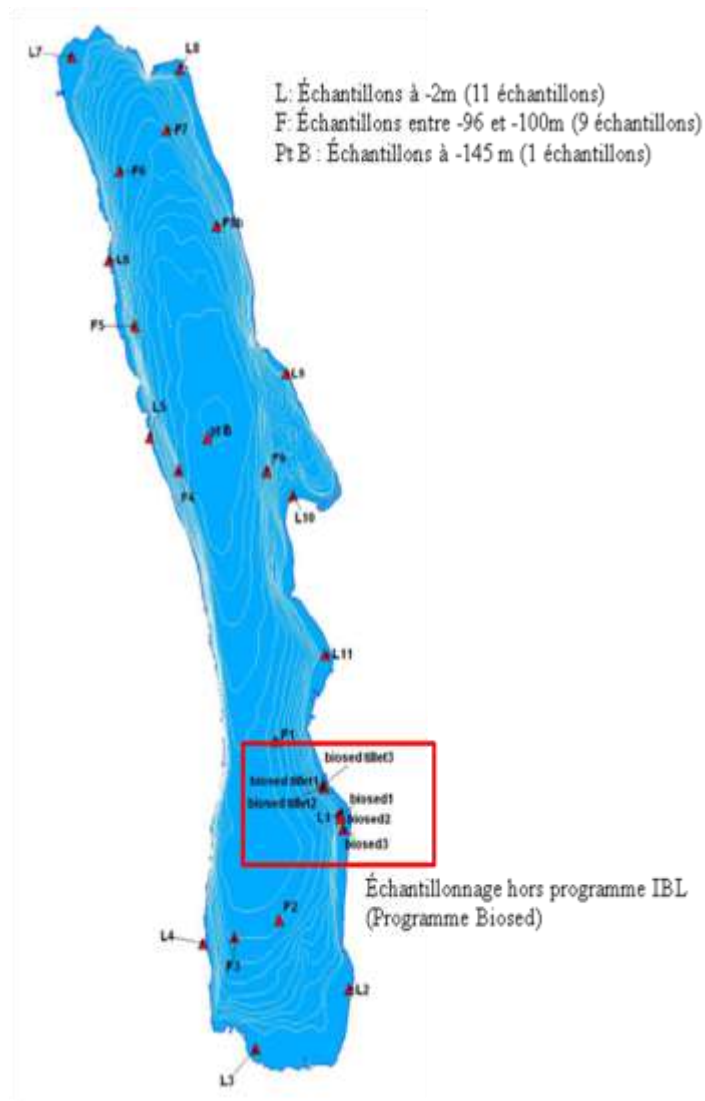 L7
L8
L: Échantillons à -2m (11 échantillons)
F: Échantillons entre -96 et -100m (9 échantillons)
Pt B : Échantillons à -145 m (1 échantillons)
P7
P6
L6
P5
L9
L5
Pt B
P9
P4
L10
L11
P1
biosed tillet3
biosed tillet1
biosed tillet2
biosed1
L1
biosed2
biosed3
Échantillonnage hors programme IBL
(Programme Biosed)
P2
L4
P3
L2
L3